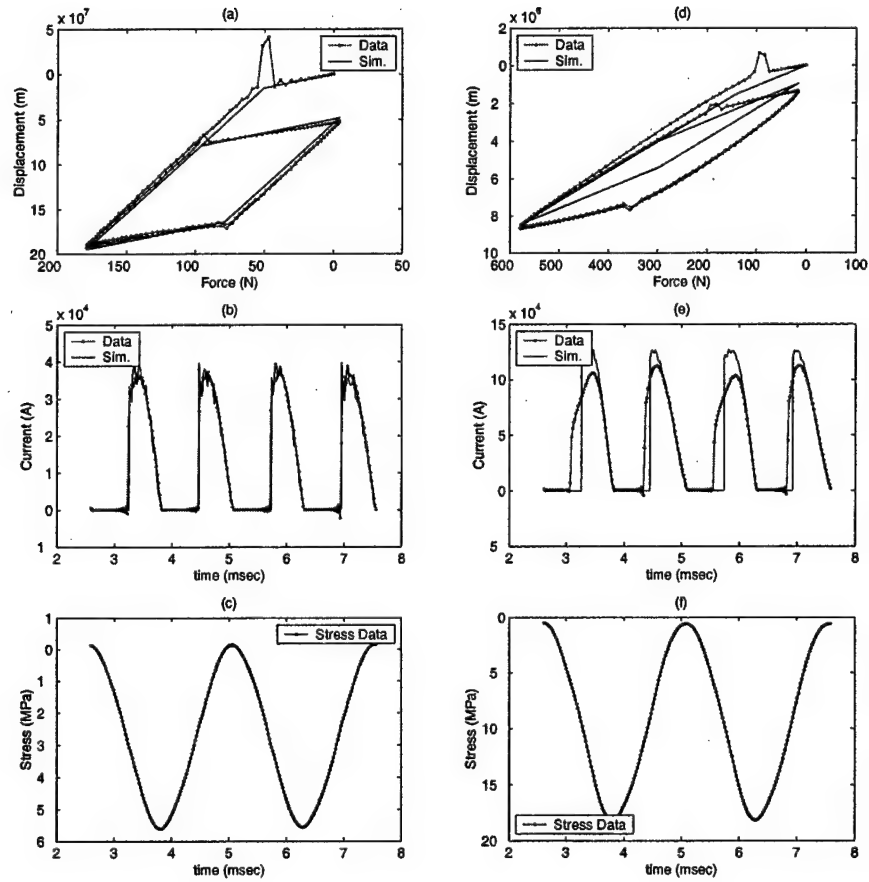 (a)
x 10⁷
5
0
5
10
15
20
200 150 100 50 0 50
Displacement (m)
Force (N)
Data
Sim.
(d)
x 10⁶
2
0
2
4
6
8
10
600 500 400 300 200 100 0 100
Displacement (m)
Force (N)
Data
Sim.
(b)
x 10⁴
5
4
3
2
1
0
1
2 3 4 5 6 7 8
Current (A)
time (msec)
Data
Sim.
(e)
x 10⁴
15
10
5
0
5
2 3 4 5 6 7 8
Current (A)
time (msec)
Data
Sim.
(c)
1
0
1
2
3
4
5
6
2 3 4 5 6 7 8
Stress (MPa)
time (msec)
Stress Data
(f)
0
5
10
15
20
2 3 4 5 6 7 8
Stress (MPa)
time (msec)
Stress Data